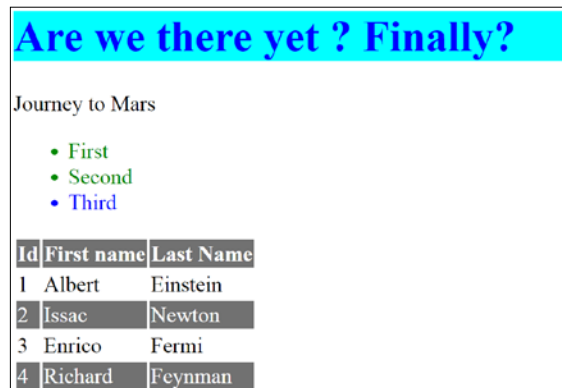 Are we there yet ? Finally?
Journey to Mars
First
Second
Third
Id First name Last Name
1 Albert Einstein
2 Issac Newton
3 Enrico Fermi
4 Richard Feynman